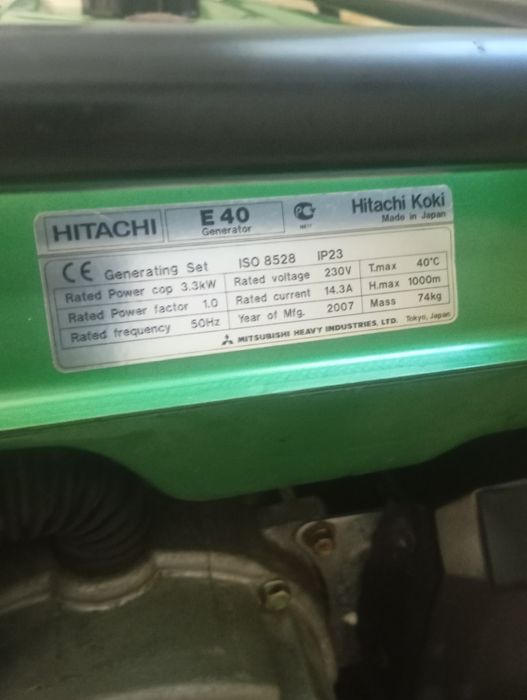 HITACHI E 40 Generator Hitachi Koki Made in Japan
CE Generating Set ISO 8528 IP23
Rated Power cop 3.3kW Rated voltage 230V T.max 40°C
Rated Power factor 1.0 Rated current 14.3A H.max 1000m
Rated frequency 50Hz Year of Mfg. 2007 Mass 74kg
MITSUBISHI HEAVY INDUSTRIES, LTD. Tokyo, Japan